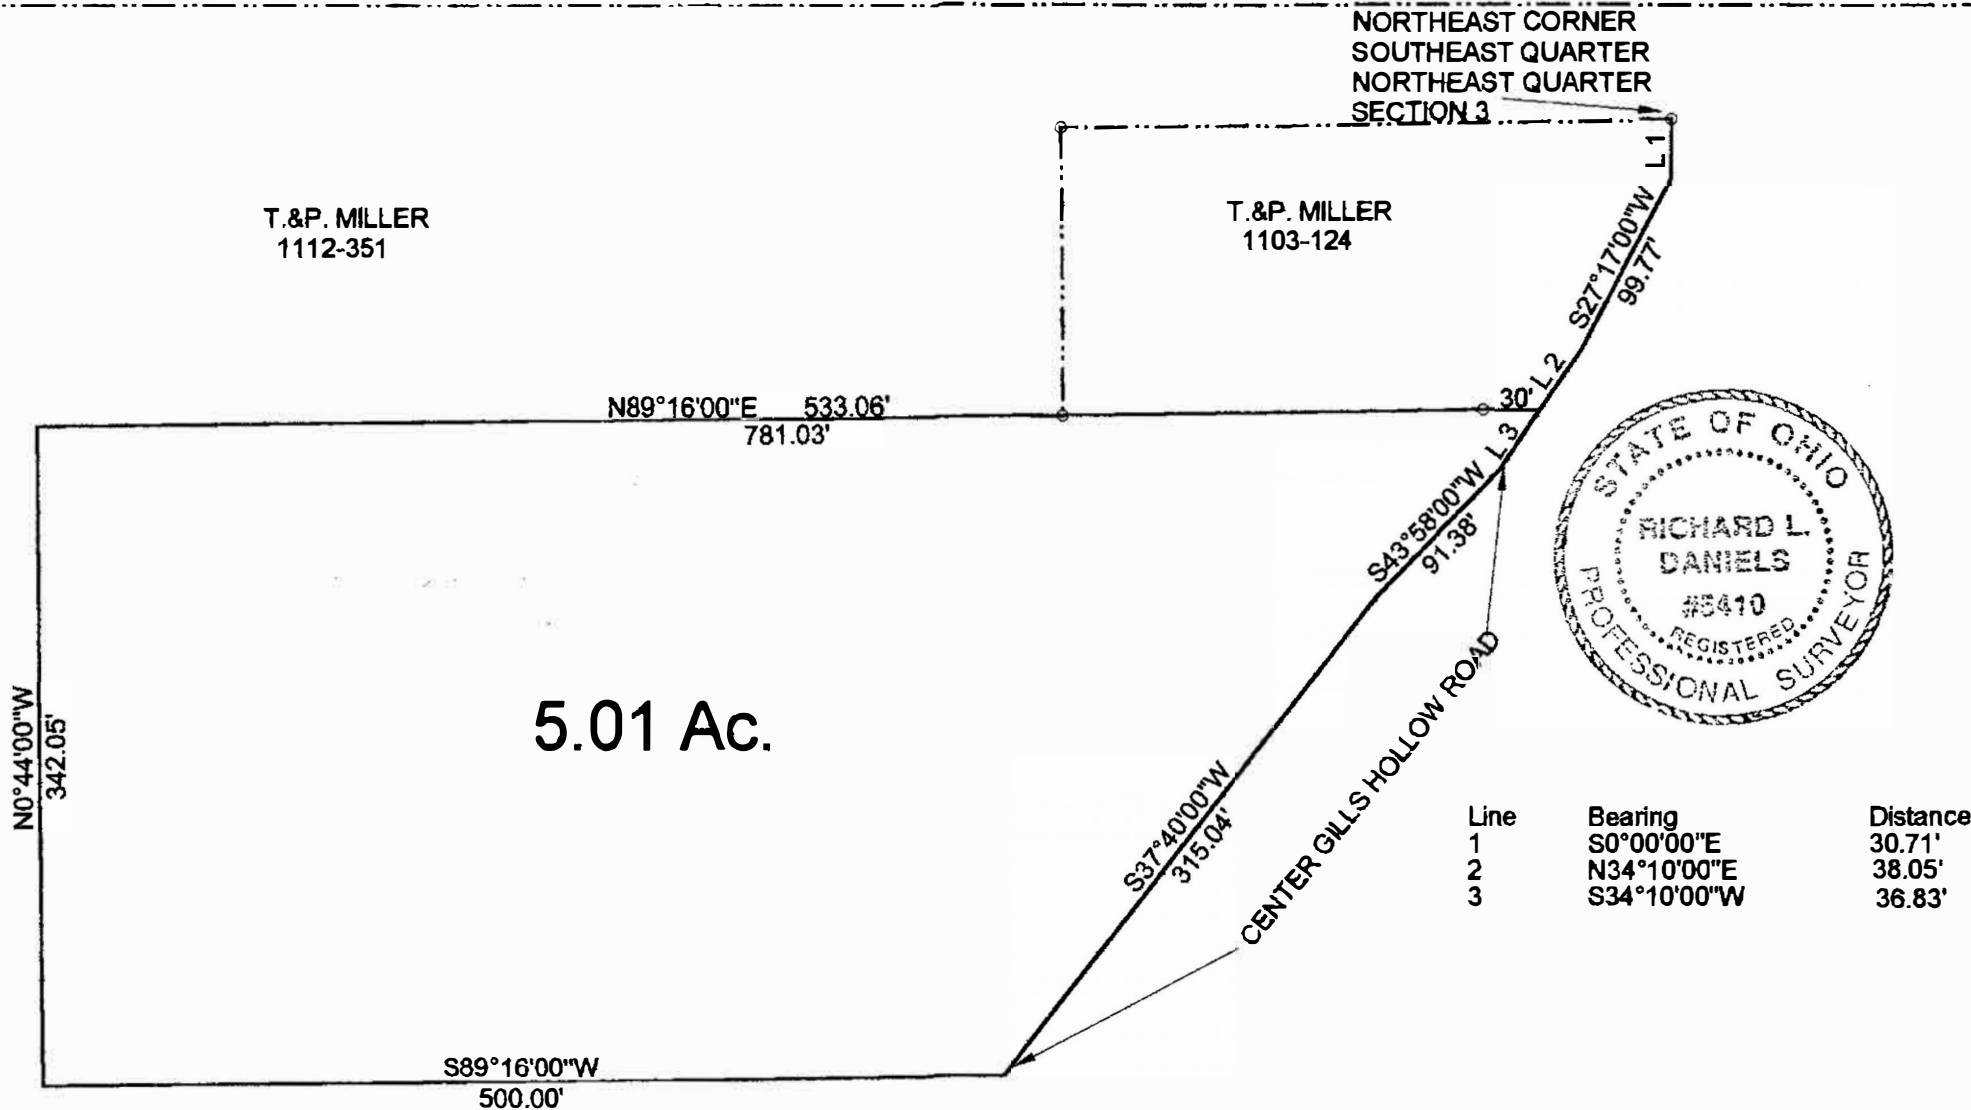 NORTHEAST CORNER
SOUTHEAST QUARTER
NORTHEAST QUARTER
SECTION 3
L 1
T.&P. MILLER
1112-351
T.&P. MILLER
1103-124
S27°17'00"W
99.77'
L 2
30'
N89°16'00"E 533.06'
781.03'
L 3
S43°58'00"W
91.38'
STATE OF OHIO
RICHARD L.
DANIELS
#5410
REGISTERED
PROFESSIONAL SURVEYOR
CENTER GILLS HOLLOW ROAD
N0°44'00"W
342.05'
5.01 Ac.
S37°40'00"W
315.04'
Line Bearing Distance
1 S0°00'00"E 30.71'
2 N34°10'00"E 38.05'
3 S34°10'00"W 36.83'
S89°16'00"W
500.00'